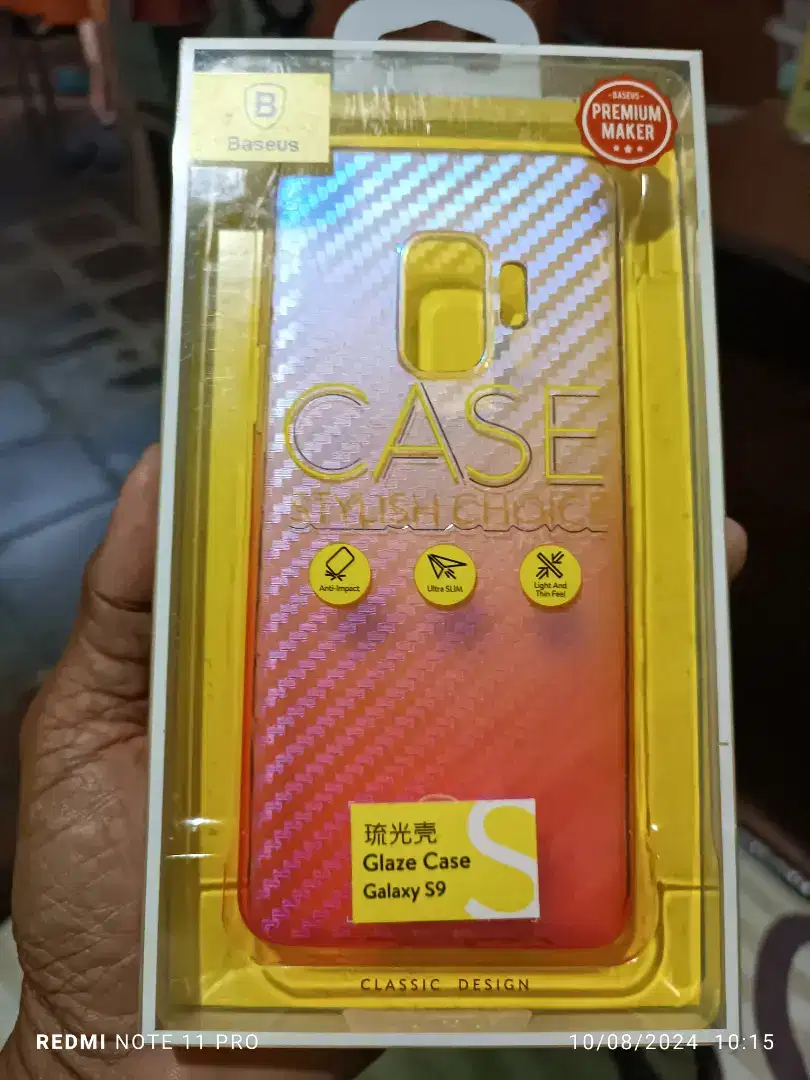 B
Baseus
-BASEUS-
PREMIUM
MAKER
CASE
STYLISH CHOICE
Anti-Impact
Ultra SLIM
Light And
Thin Feel
琉光壳
Glaze Case
Galaxy S9
S
CLASSIC DESIGN
REDMI NOTE 11 PRO
10/08/2024 10:15